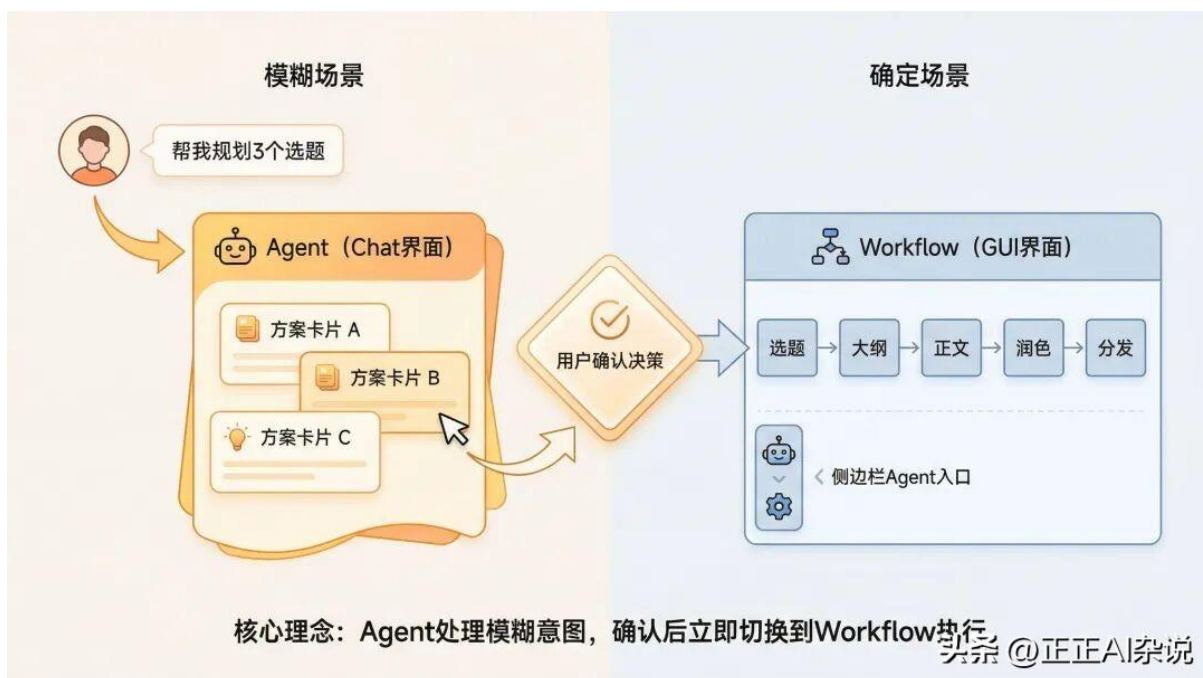 模糊场景
确定场景
帮我规划3个选题
Agent（Chat界面）
方案卡片 A
方案卡片 B
方案卡片 C
用户确认决策
Workflow（GUI界面）
选题
大纲
正文
润色
分发
侧边栏Agent入口
核心理念：Agent处理模糊意图，确认后立即切换到Workflow执行。
头条 @正正AI杂说